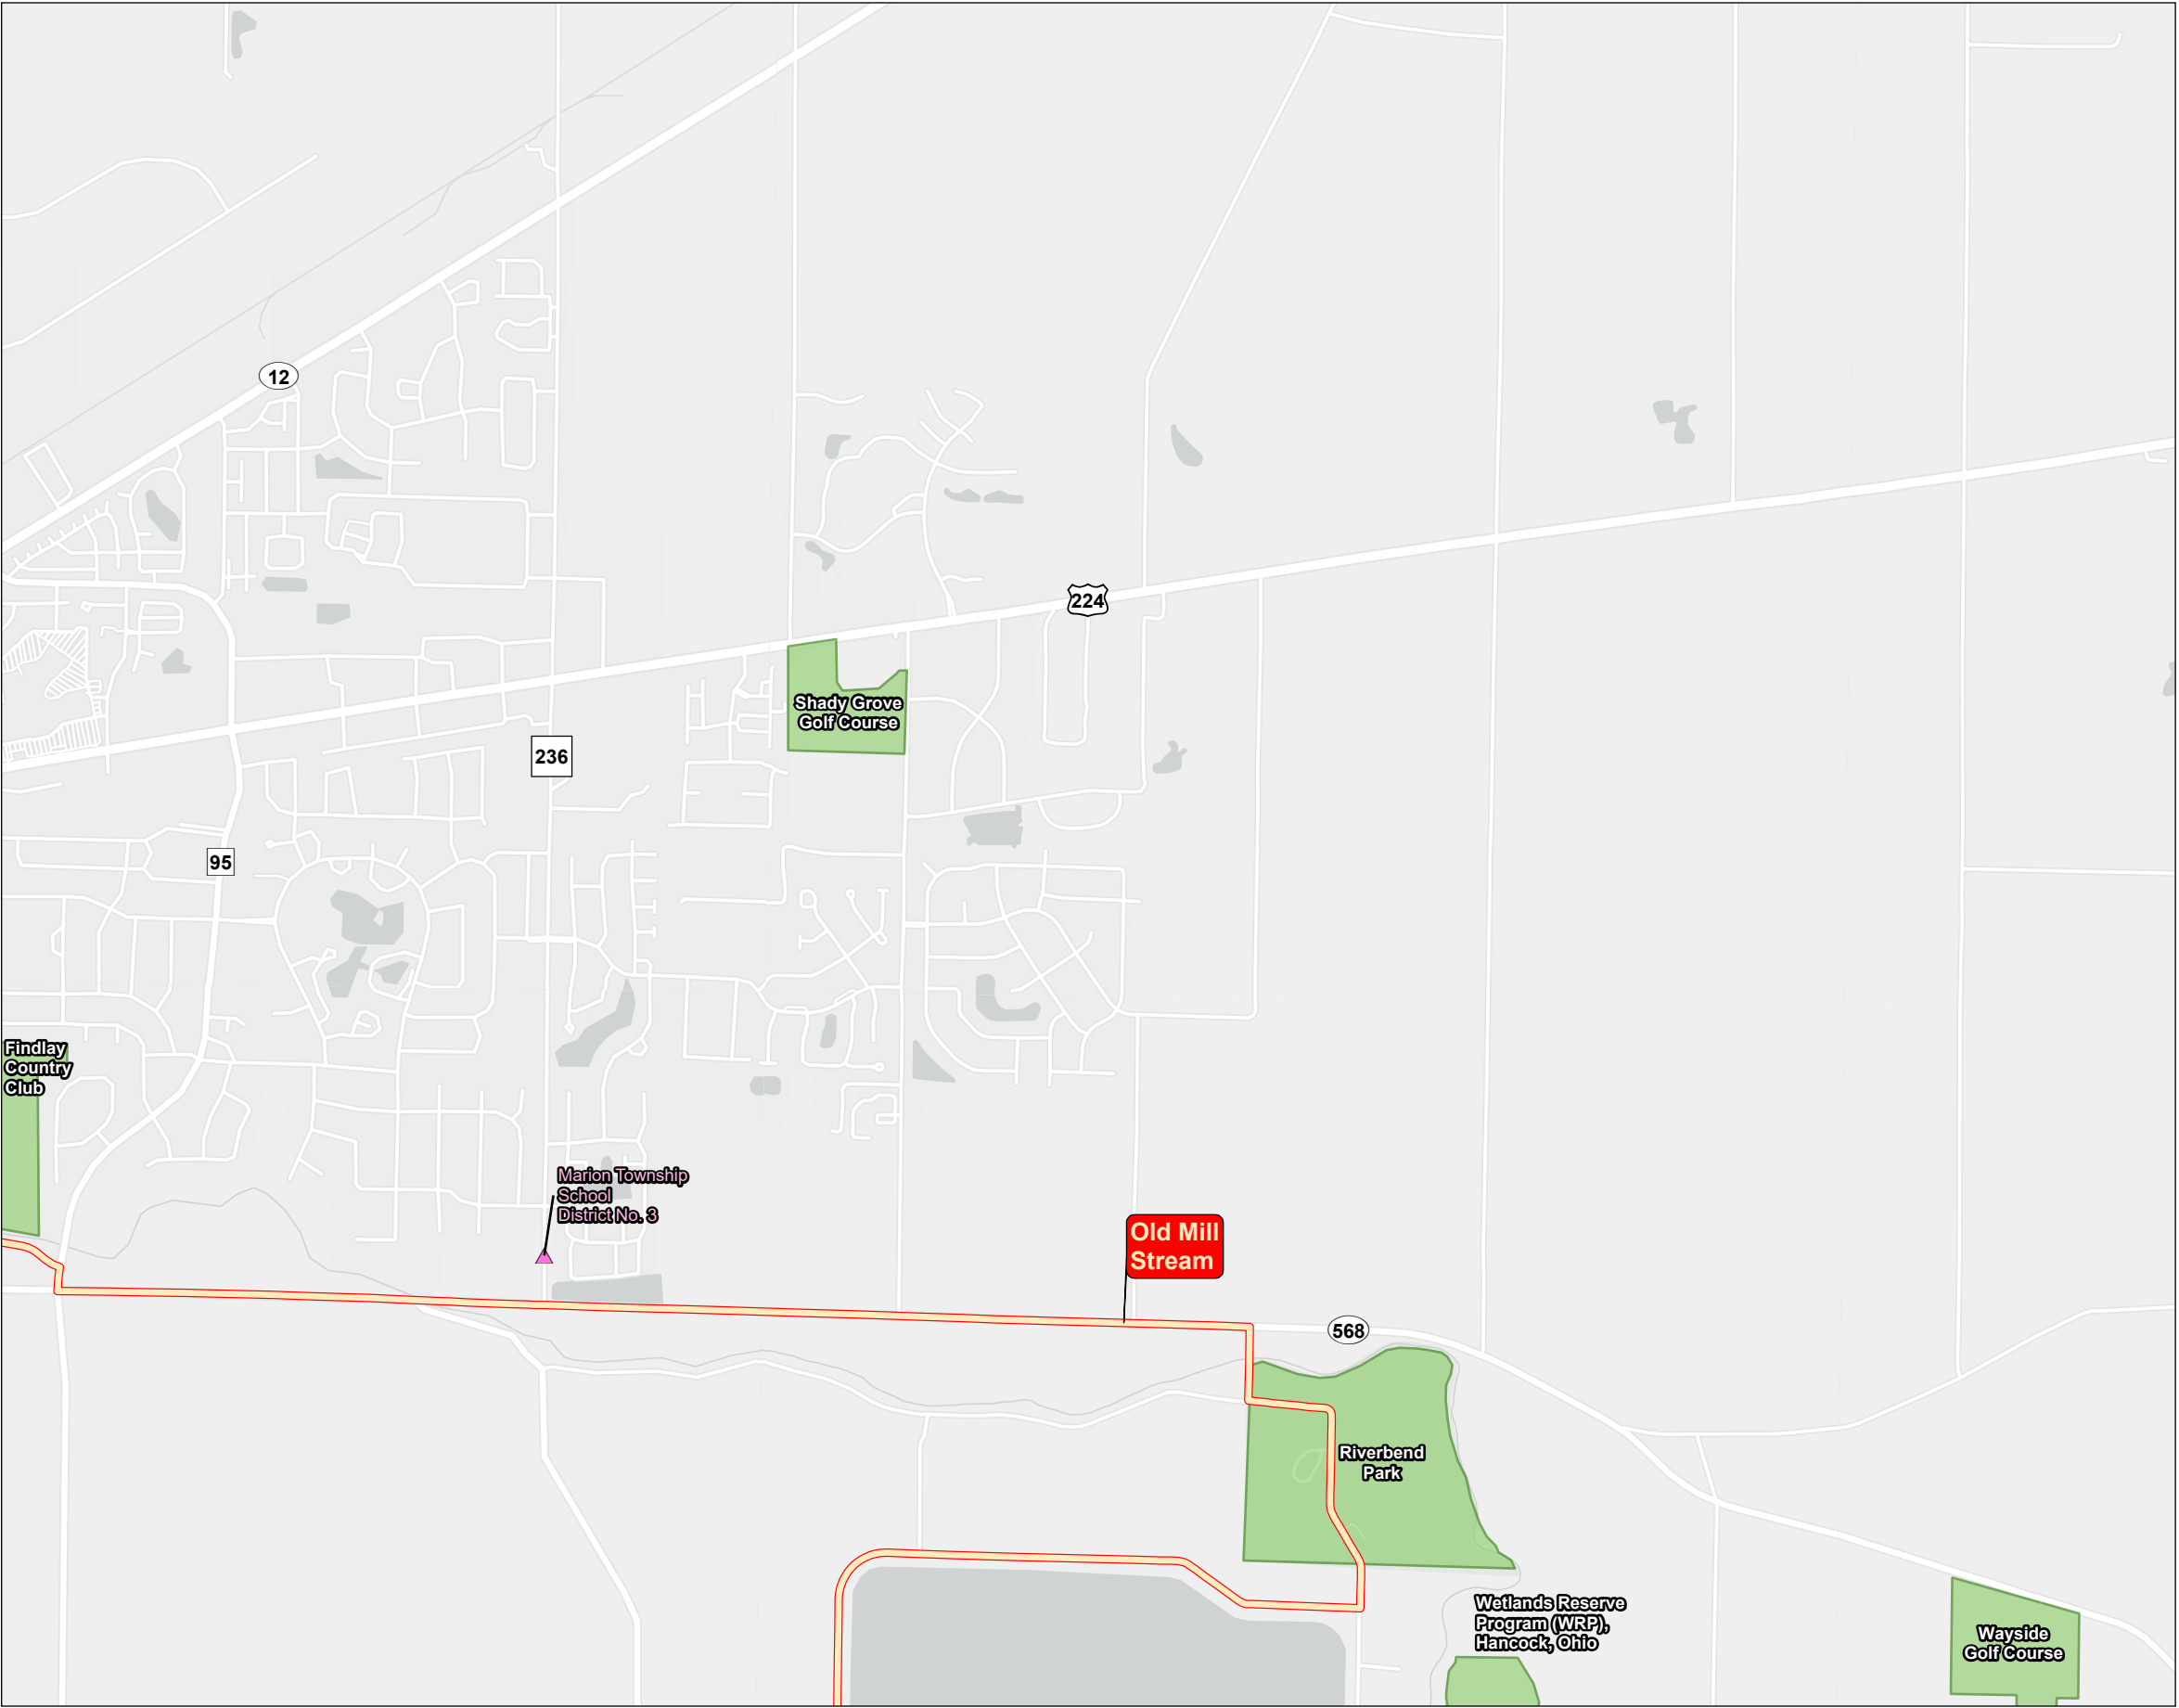 12
224
Shady Grove
Golf Course
236
95
Findlay
Country
Club
Marion Township
School
District No. 3
Old Mill
Stream
568
Riverbend
Park
Wetlands Reserve
Program (WRP),
Hancock, Ohio
Wayside
Golf Course